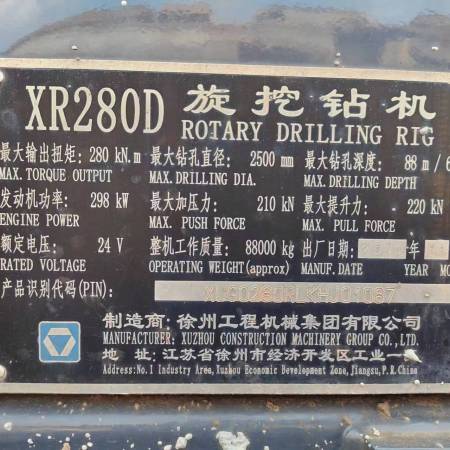 XR280D 旋挖钻机
ROTARY DRILLING RIG
最大输出扭矩: 280 kN.m 最大钻孔直径: 2500 mm 最大钻孔深度: 88 m/6
MAX. TORQUE OUTPUT MAX. DRILLING DIA. MAX. DRILLING DEPTH
发动机功率: 298 kW 最大加压力: 210 kN 最大提升力: 220 kN
ENGINE POWER MAX. PUSH FORCE MAX. PULL FORCE
额定电压: 24 V 整机工作质量: 88000 kg 出厂日期: 年
RATED VOLTAGE OPERATING WEIGHT(approx) MANUF. DATE YEAR MO
产品识别代码(PIN):
制造商: 徐州工程机械集团有限公司
MANUFACTURER: XUZHOU CONSTRUCTION MACHINERY GROUP CO., LTD.
地 址: 江苏省徐州市经济开发区工业一
Address:No.1 Industry Area,Xuzhou Economic Development Zone,Jiangsu,P.R.China